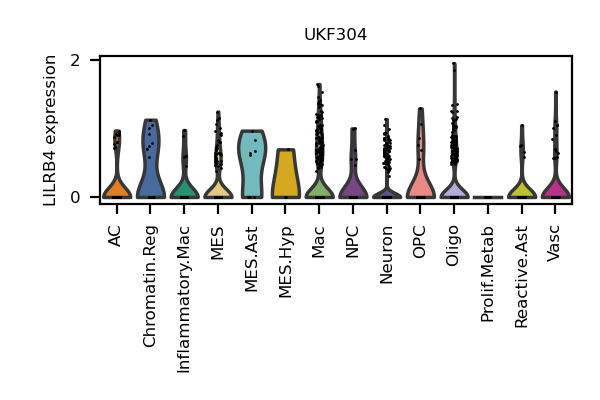 UKF304
LILRB4 expression
2
0
AC
Chromatin.Reg
Inflammatory.Mac
MES
MES.Ast
MES.Hyp
Mac
NPC
Neuron
OPC
Oligo
Prolif.Metab
Reactive.Ast
Vasc